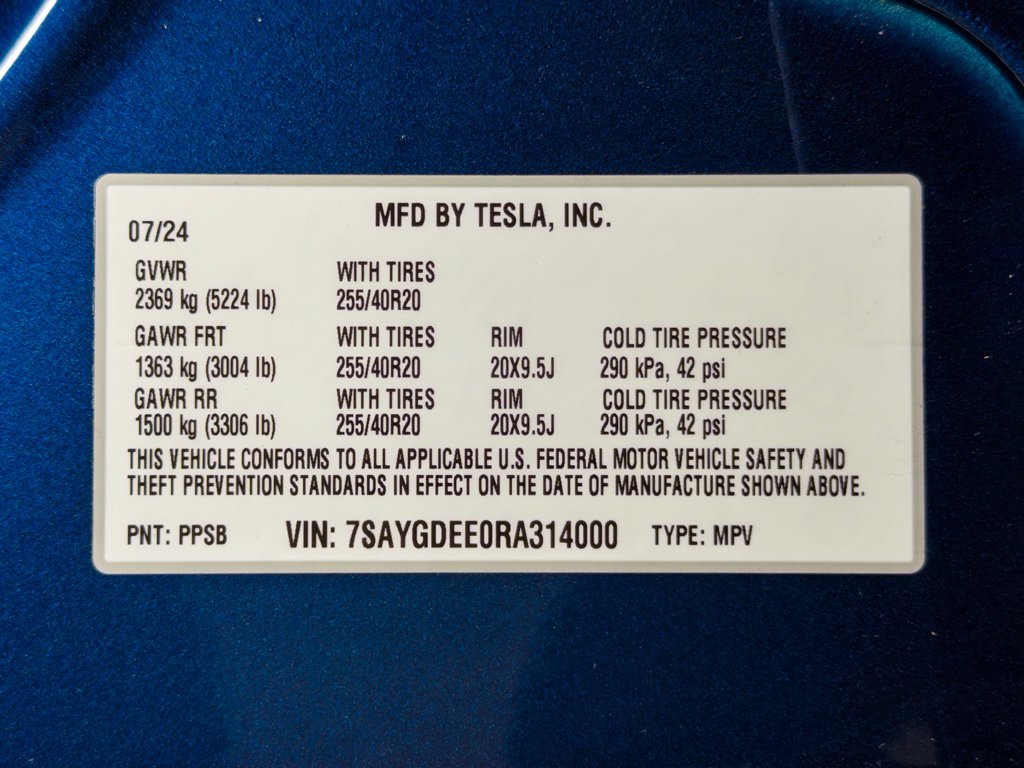 MFD BY TESLA, INC.
07/24
GVWR WITH TIRES
2369 kg (5224 lb) 255/40R20
GAWR FRT WITH TIRES RIM COLD TIRE PRESSURE
1363 kg (3004 lb) 255/40R20 20X9.5J 290 kPa, 42 psi
GAWR RR WITH TIRES RIM COLD TIRE PRESSURE
1500 kg (3306 lb) 255/40R20 20X9.5J 290 kPa, 42 psi
THIS VEHICLE CONFORMS TO ALL APPLICABLE U.S. FEDERAL MOTOR VEHICLE SAFETY AND
THEFT PREVENTION STANDARDS IN EFFECT ON THE DATE OF MANUFACTURE SHOWN ABOVE.
PNT: PPSB VIN: 7SAYGDEE0RA314000 TYPE: MPV